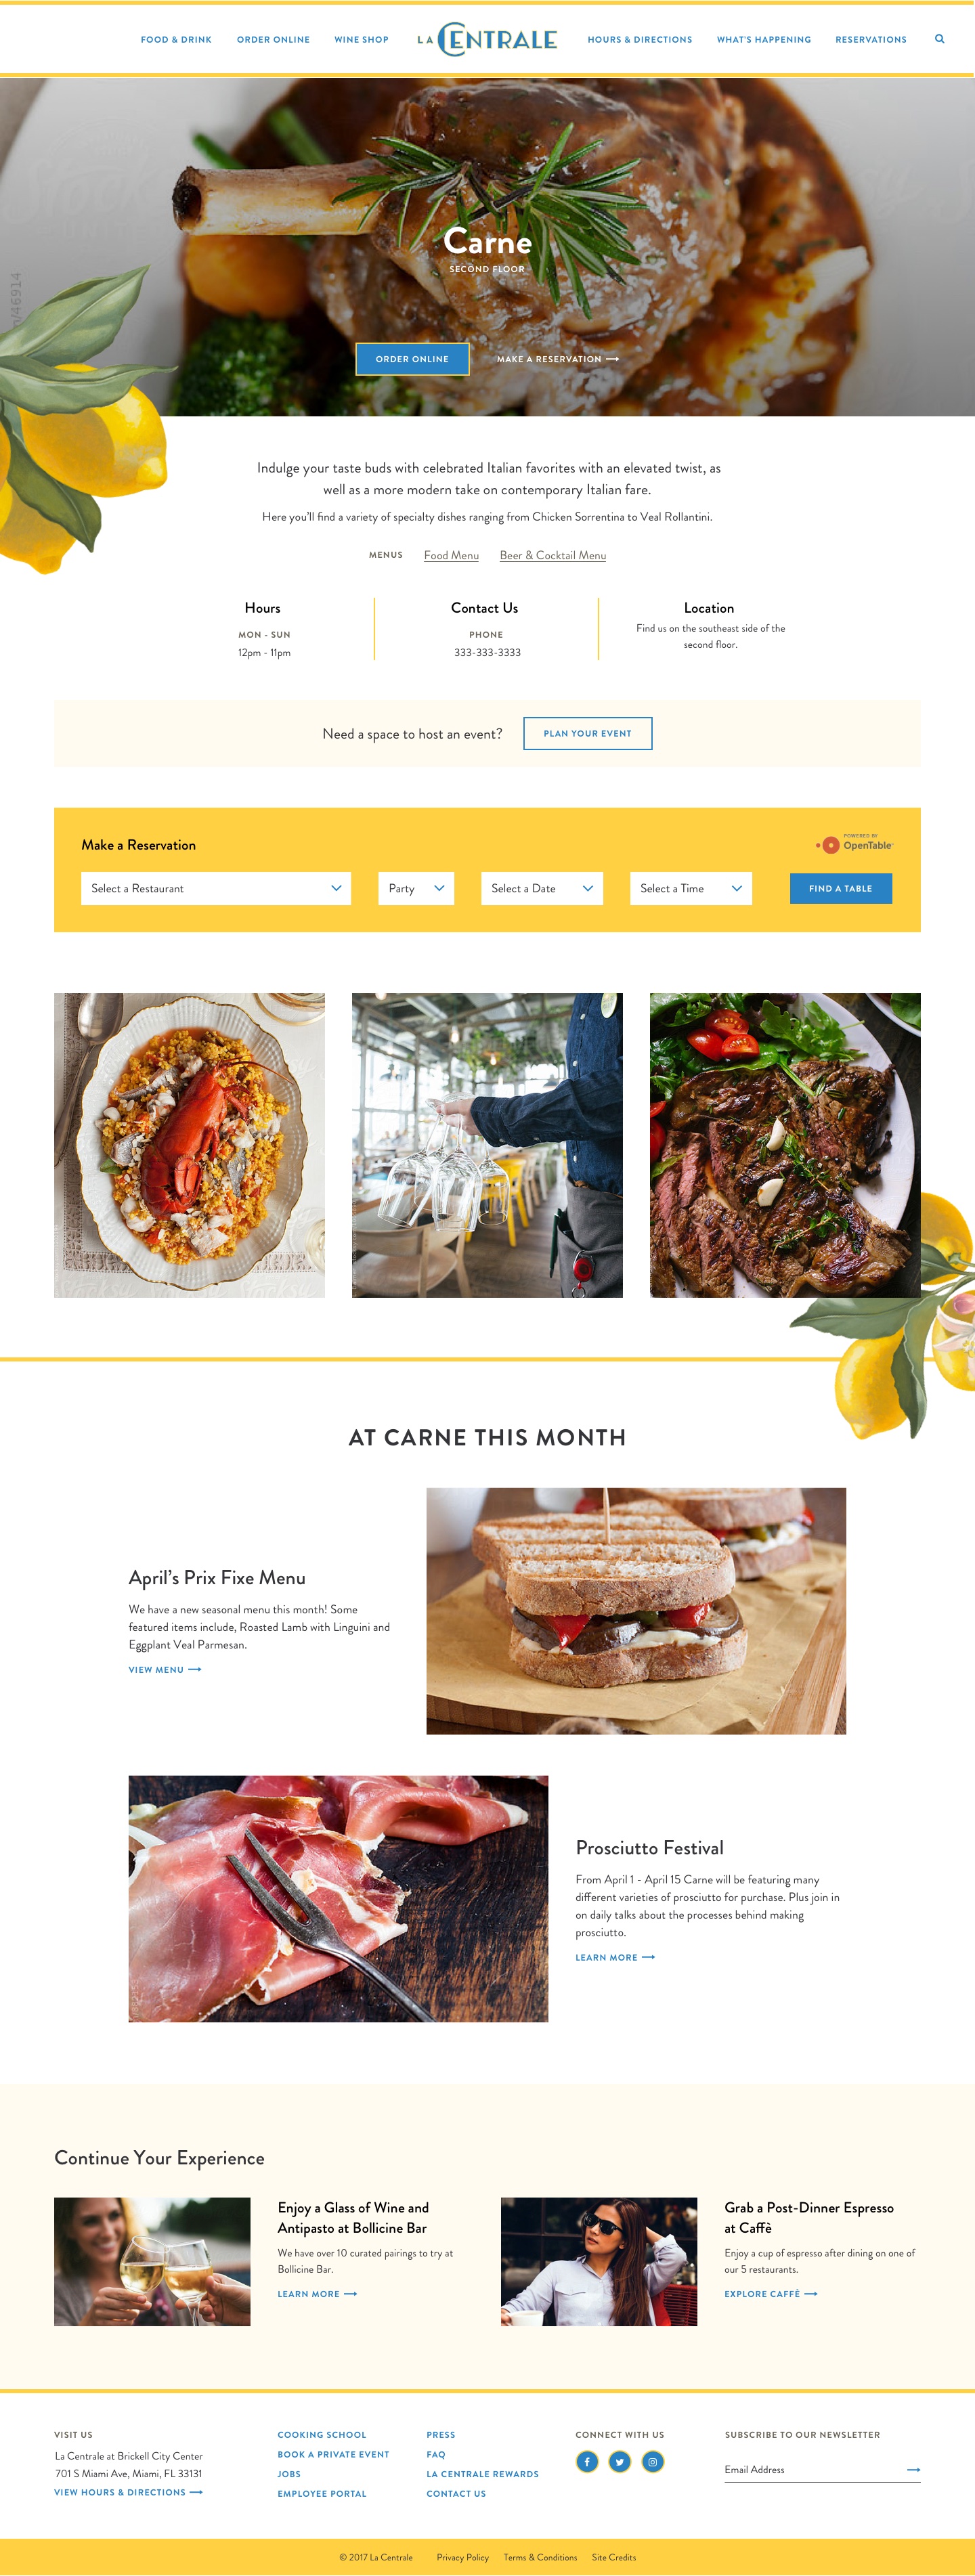 FOOD & DRINK
ORDER ONLINE
WINE SHOP
LA CENTRALE
HOURS & DIRECTIONS
WHAT'S HAPPENING
RESERVATIONS
Carne
SECOND FLOOR
ORDER ONLINE
MAKE A RESERVATION
Indulge your taste buds with celebrated Italian favorites with an elevated twist, as
well as a more modern take on contemporary Italian fare.
Here you'll find a variety of specialty dishes ranging from Chicken Sorrentina to Veal Rollantini.
MENUS
Food Menu
Beer & Cocktail Menu
Hours
MON - SUN
12pm - 11pm
Contact Us
PHONE
333-333-3333
Location
Find us on the southeast side of the
second floor.
Need a space to host an event?
PLAN YOUR EVENT
Make a Reservation
POWERED BY
OpenTable
Select a Restaurant
Party
Select a Date
Select a Time
FIND A TABLE
AT CARNE THIS MONTH
April's Prix Fixe Menu
We have a new seasonal menu this month! Some
featured items include, Roasted Lamb with Linguini and
Eggplant Veal Parmesan.
VIEW MENU
Prosciutto Festival
From April 1 - April 15 Carne will be featuring many
different varieties of prosciutto for purchase. Plus join in
on daily talks about the processes behind making
prosciutto.
LEARN MORE
Continue Your Experience
Enjoy a Glass of Wine and
Antipasto at Bollicine Bar
We have over 10 curated pairings to try at
Bollicine Bar.
LEARN MORE
Grab a Post-Dinner Espresso
at Caffè
Enjoy a cup of espresso after dining on one of
our 5 restaurants.
EXPLORE CAFFÈ
VISIT US
La Centrale at Brickell City Center
701 S Miami Ave, Miami, FL 33131
VIEW HOURS & DIRECTIONS
COOKING SCHOOL
BOOK A PRIVATE EVENT
JOBS
EMPLOYEE PORTAL
PRESS
FAQ
LA CENTRALE REWARDS
CONTACT US
CONNECT WITH US
SUBSCRIBE TO OUR NEWSLETTER
Email Address
© 2017 La Centrale
Privacy Policy
Terms & Conditions
Site Credits